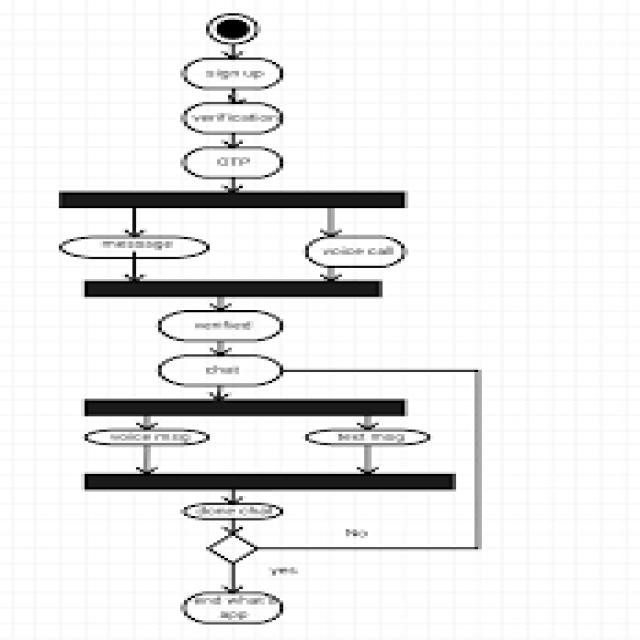 sign up
verification
OTP
message
voice call
verified
chat
voice msg
text msg
done chat
No
yes
end what's
app